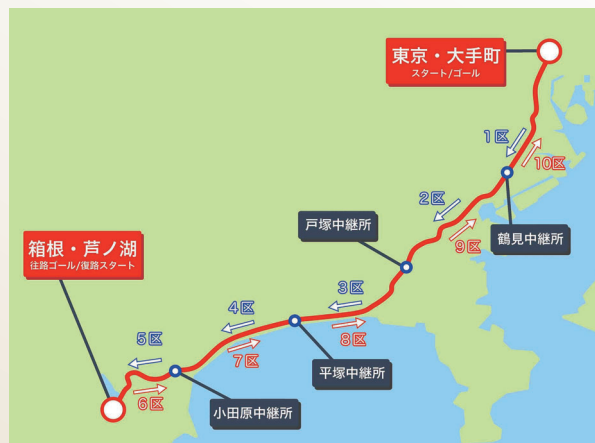 東京・大手町
スタート/ゴール
1区
10区
2区
9区
鶴見中継所
戸塚中継所
箱根・芦ノ湖
往路ゴール/復路スタート
3区
8区
4区
7区
平塚中継所
5区
6区
小田原中継所